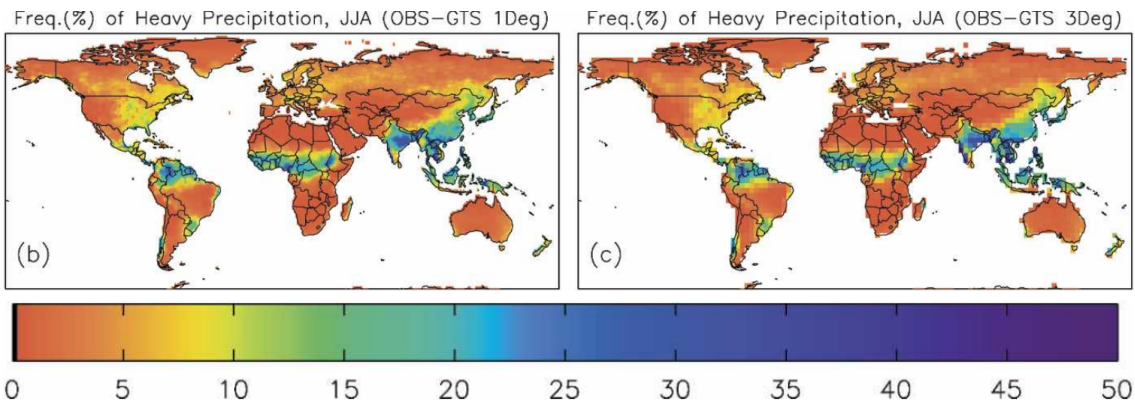 Freq.(%) of Heavy Precipitation, JJA (OBS-GTS 1Deg)
Freq.(%) of Heavy Precipitation, JJA (OBS-GTS 3Deg)
(b)
(c)
0 5 10 15 20 25 30 35 40 45 50